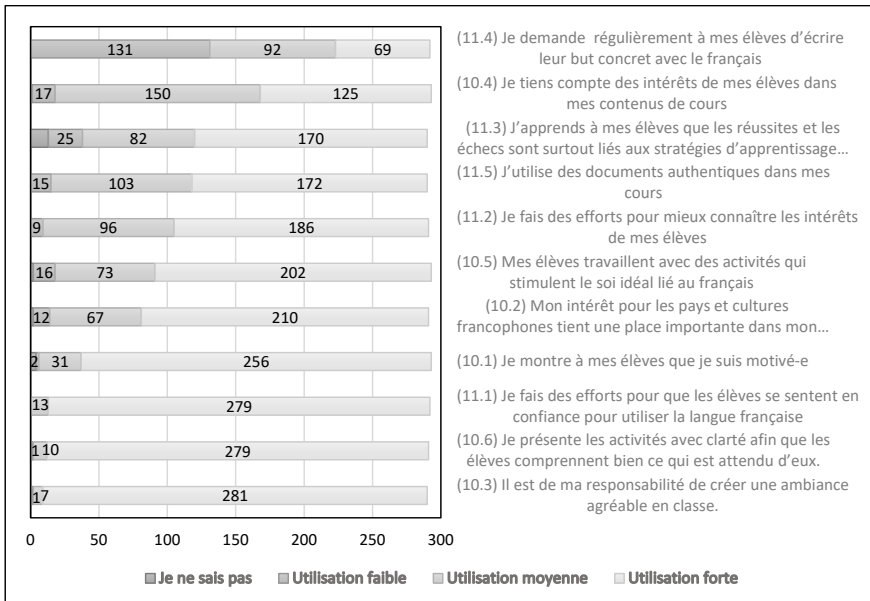 131 92 69
(11.4) Je demande régulièrement à mes élèves d'écrire
leur but concret avec le français
17 150 125
(10.4) Je tiens compte des intérêts de mes élèves dans
mes contenus de cours
25 82 170
(11.3) J'apprends à mes élèves que les réussites et les
échecs sont surtout liés aux stratégies d'apprentissage…
15 103 172
(11.5) J'utilise des documents authentiques dans mes
cours
9 96 186
(11.2) Je fais des efforts pour mieux connaître les intérêts
de mes élèves
16 73 202
(10.5) Mes élèves travaillent avec des activités qui
stimulent le soi idéal lié au français
12 67 210
(10.2) Mon intérêt pour les pays et cultures
francophones tient une place importante dans mon…
2 31 256
(10.1) Je montre à mes élèves que je suis motivé-e
13 279
(11.1) Je fais des efforts pour que les élèves se sentent en
confiance pour utiliser la langue française
1 10 279
(10.6) Je présente les activités avec clarté afin que les
élèves comprennent bien ce qui est attendu d'eux.
1 7 281
(10.3) Il est de ma responsabilité de créer une ambiance
agréable en classe.
0 50 100 150 200 250 300
Je ne sais pas Utilisation faible Utilisation moyenne Utilisation forte